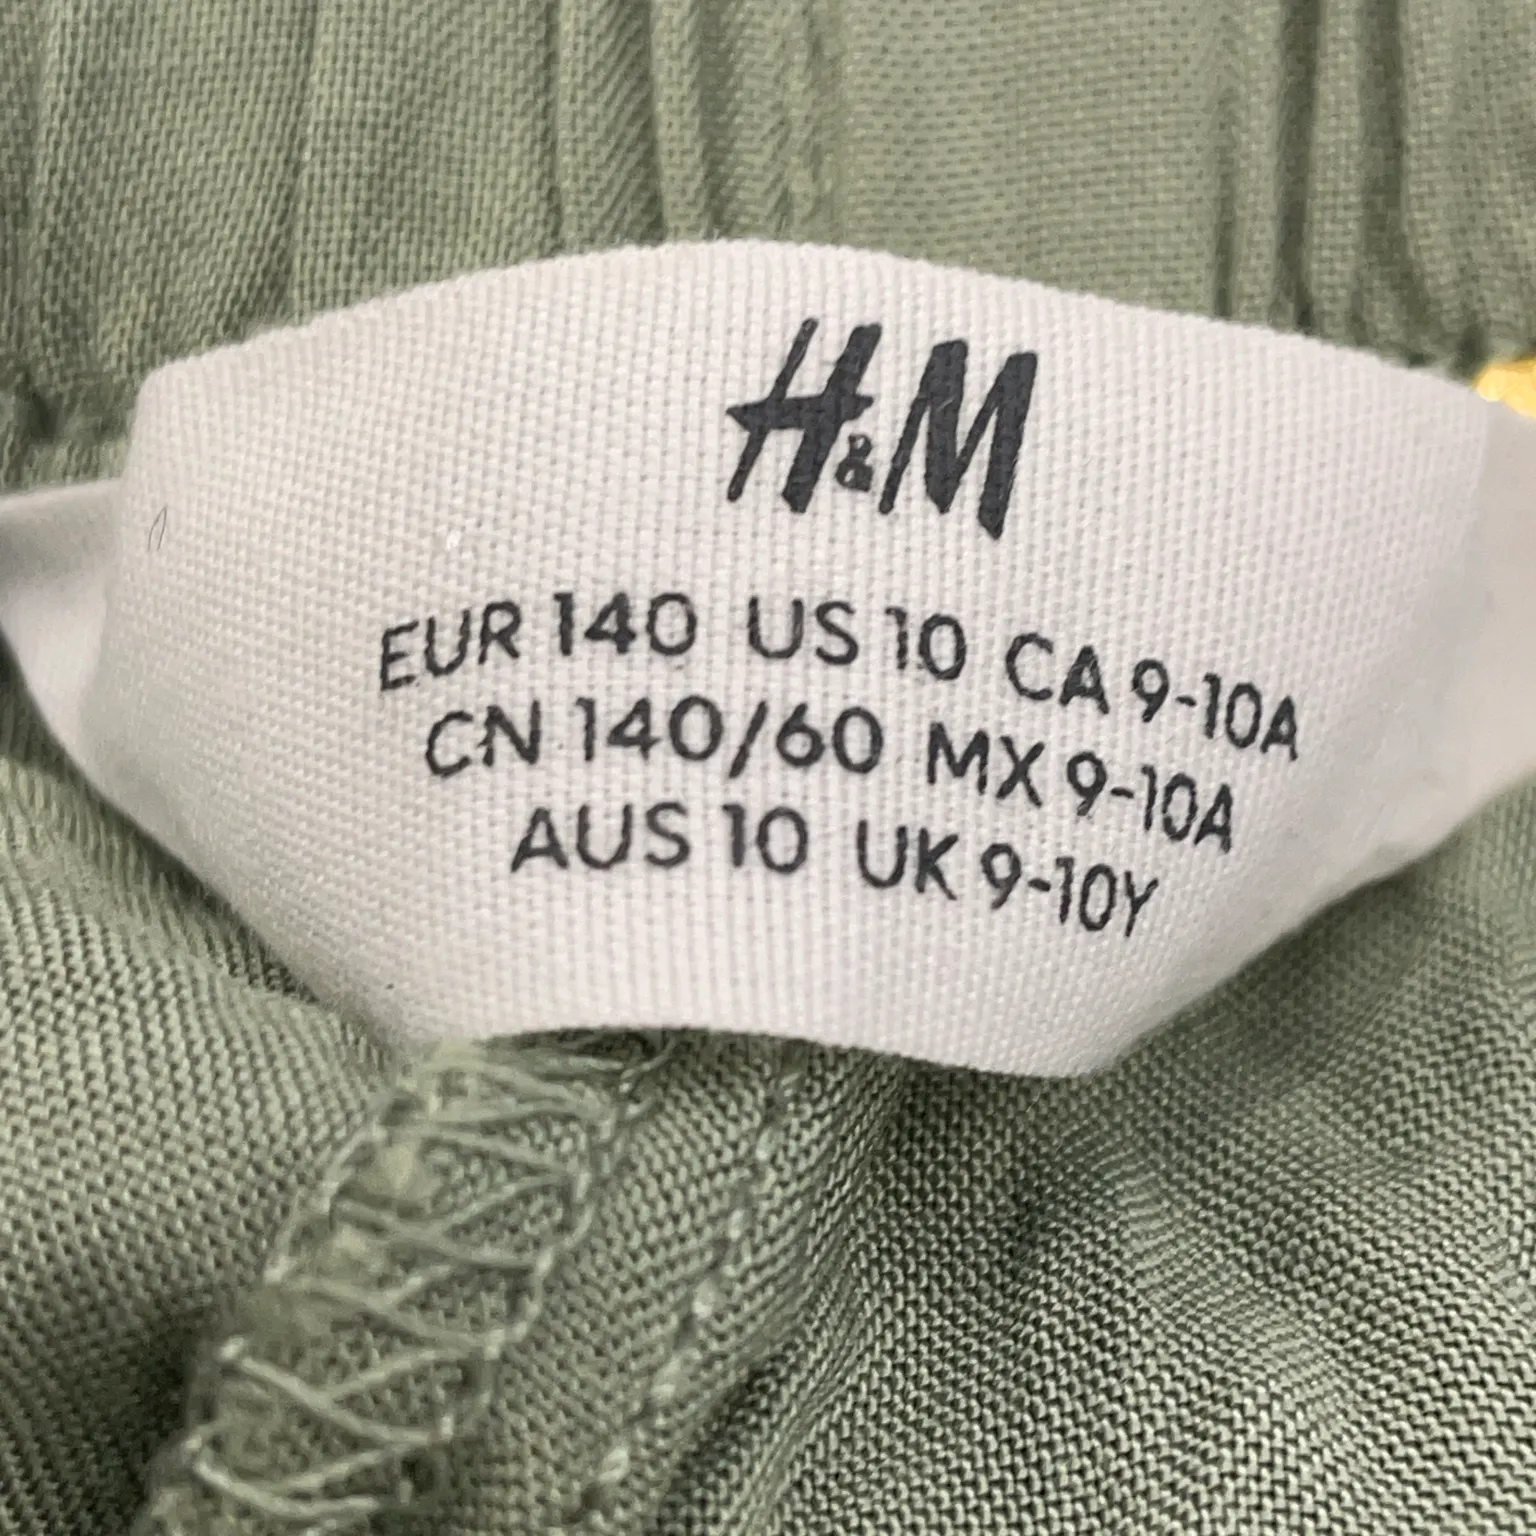 H&M
EUR 140 US 10 CA 9-10A
CN 140/60 MX 9-10A
AUS 10 UK 9-10Y